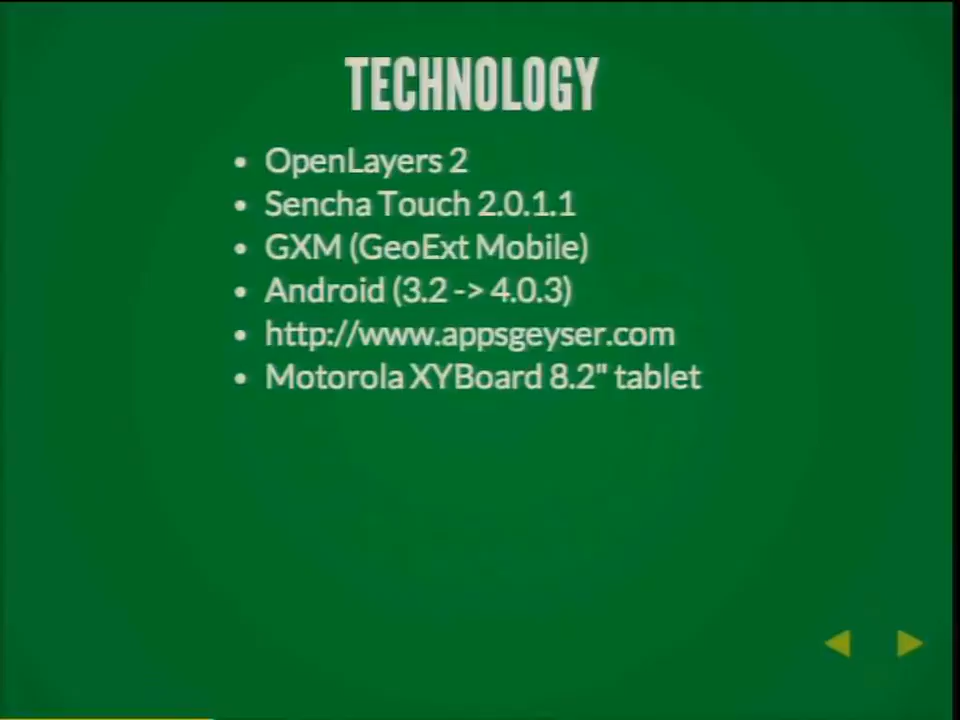 TECHNOLOGY
• OpenLayers 2
• Sencha Touch 2.0.1.1
• GXM (GeoExt Mobile)
• Android (3.2 -> 4.0.3)
• http://www.appsgeyser.com
• Motorola XYBoard 8.2" tablet